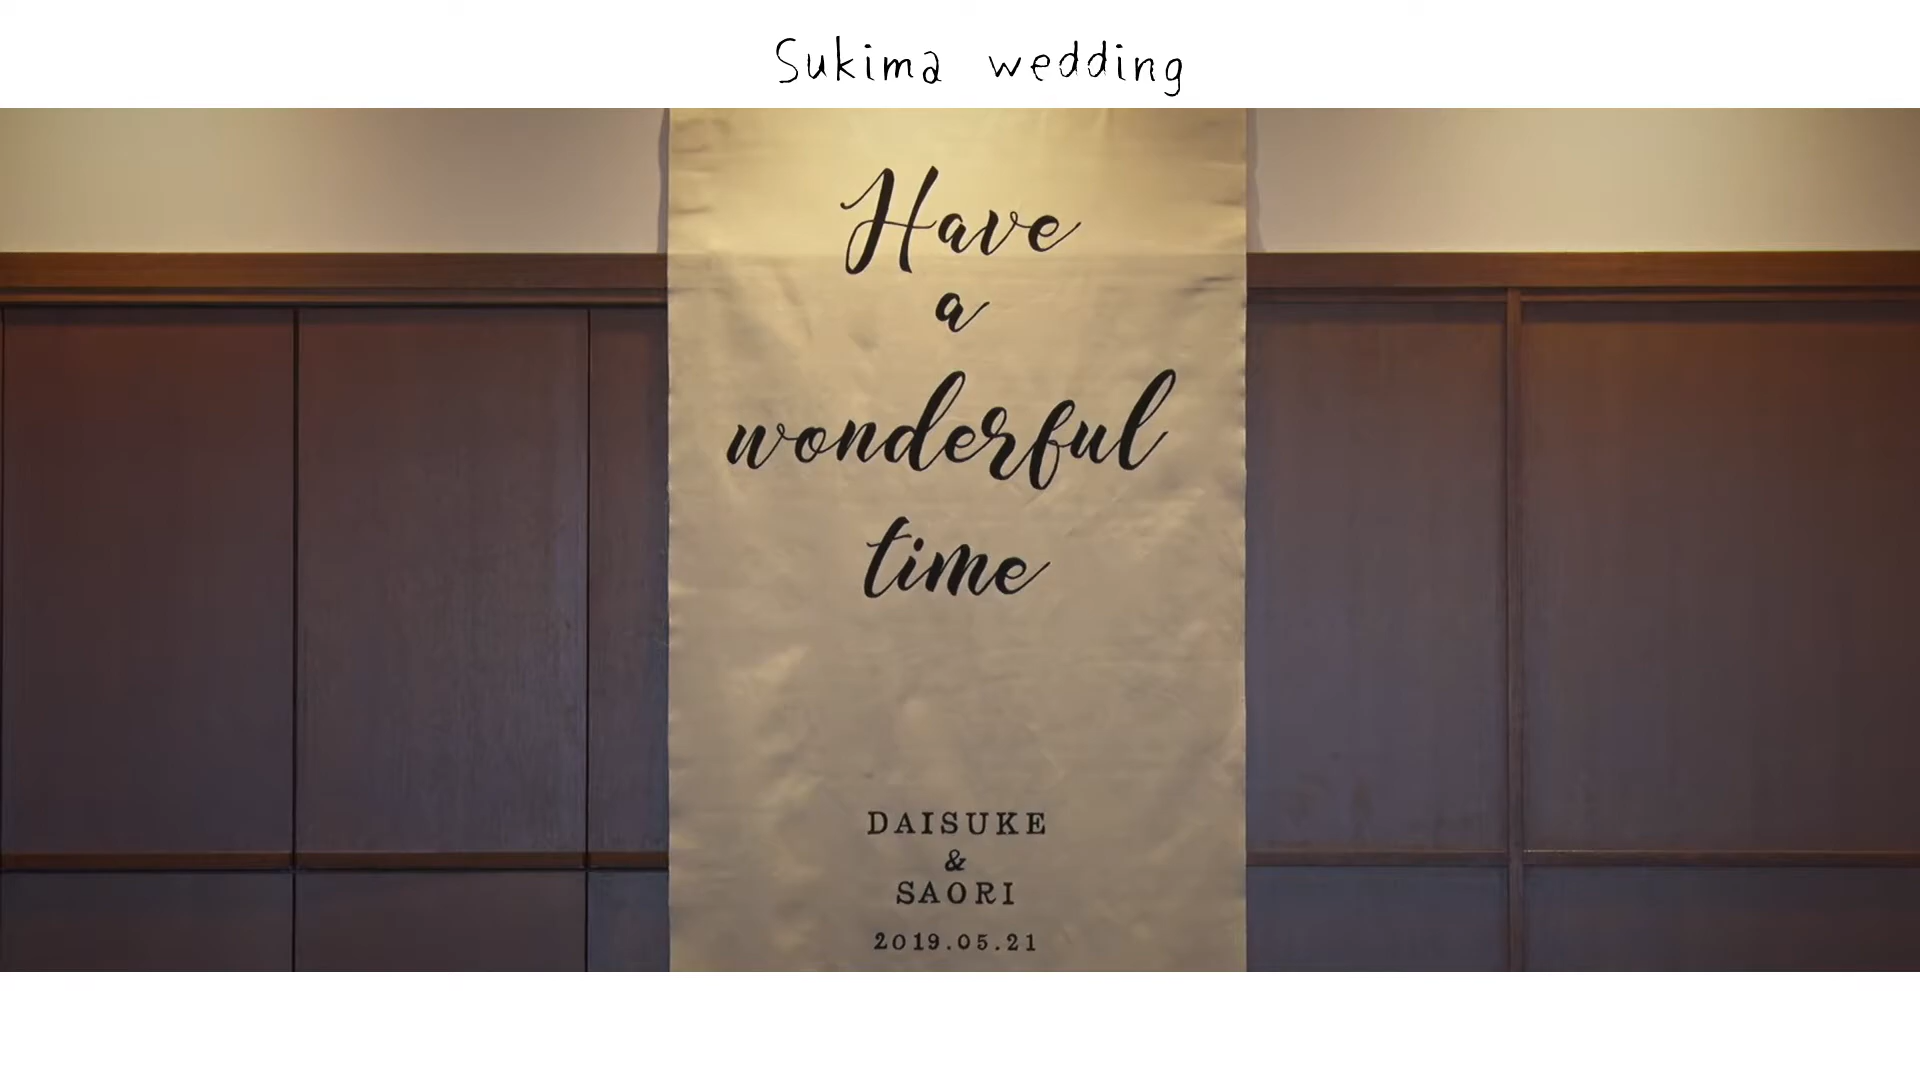 Sukima wedding
Have
a
wonderful
time
DAISUKE
&
SAORI
2019.05.21